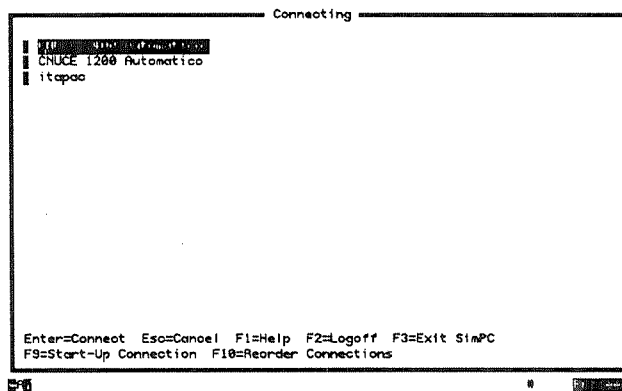 Connecting
CNUCE 1200 Automatico
itapac
Enter=Connect Esc=Cancel F1=Help F2=Logoff F3=Exit SimPC
F9=Start-Up Connection F10=Reorder Connections